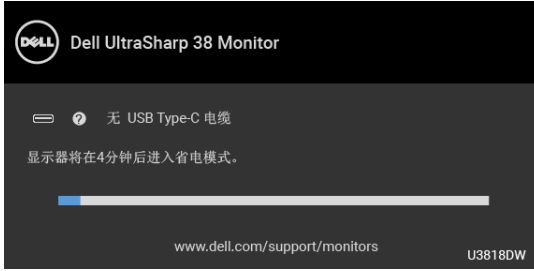 DELL
Dell UltraSharp 38 Monitor
? 无 USB Type-C 电缆
显示器将在4分钟后进入省电模式。
www.dell.com/support/monitors
U3818DW